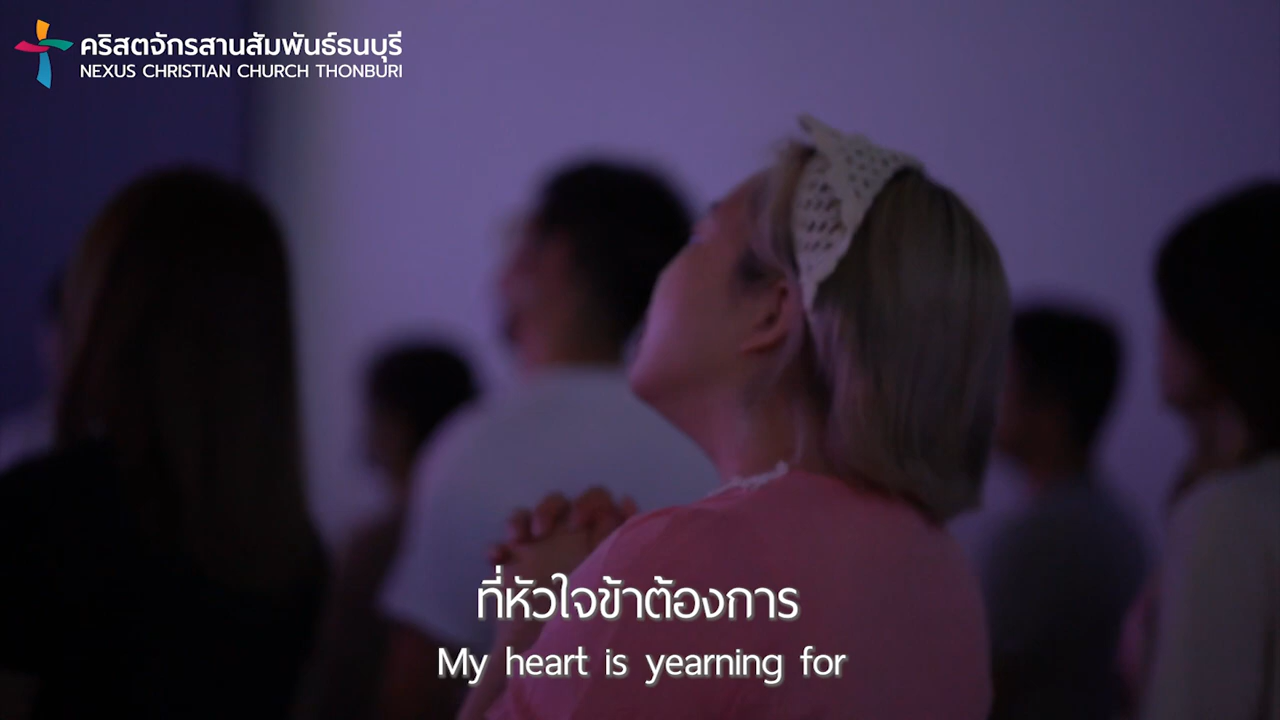 คริสตจักรสานสัมพันธ์ธนบุรี
NEXUS CHRISTIAN CHURCH THONBURI
ที่หัวใจข้าต้องการ
My heart is yearning for